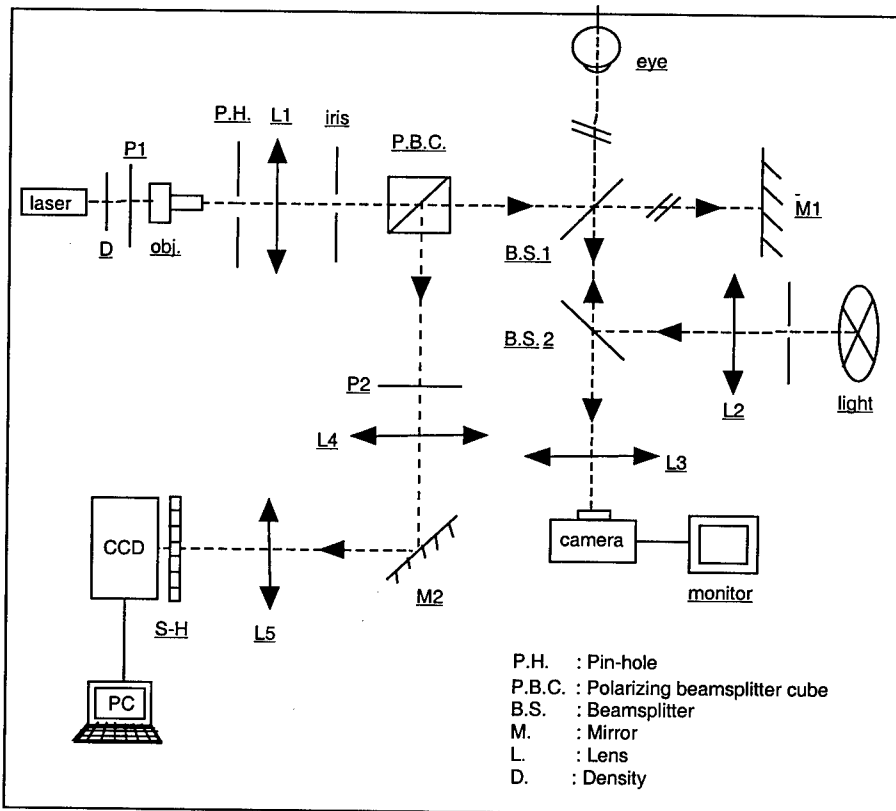 eye
P.H.
L1
iris
P.B.C.
P1
laser
D
obj.
M1
B.S.1
B.S.2
P2
L2
light
L4
L3
CCD
camera
M2
monitor
S-H
L5
PC
P.H. : Pin-hole
P.B.C. : Polarizing beamsplitter cube
B.S. : Beamsplitter
M. : Mirror
L. : Lens
D. : Density